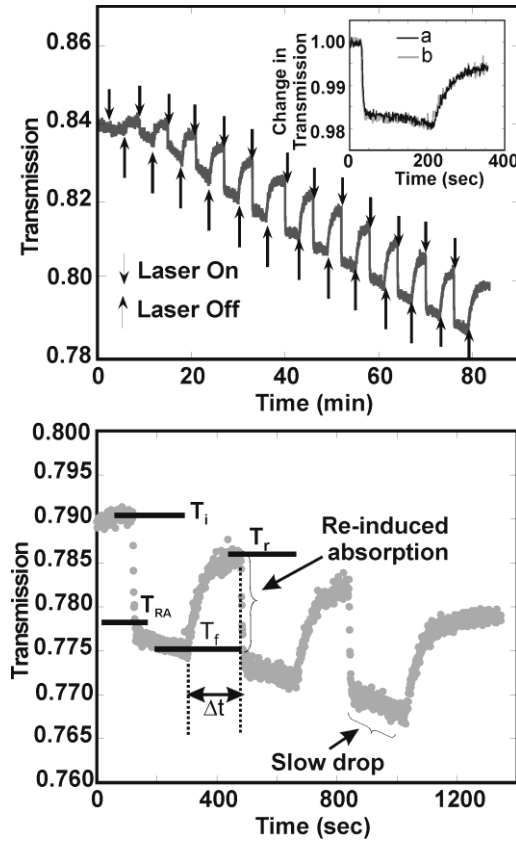 0.86
0.84
0.82
0.80
0.78
Transmission
0 20 40 60 80
Time (min)
Laser On
Laser Off
1.00
0.99
0.98
Change in
Transmission
a
b
0 200 400
Time (sec)
0.800
0.795
0.790
0.785
0.780
0.775
0.770
0.765
0.760
Transmission
Ti
TRA
Tf
Tr
Δt
Re-induced
absorption
Slow drop
0 400 800 1200
Time (sec)